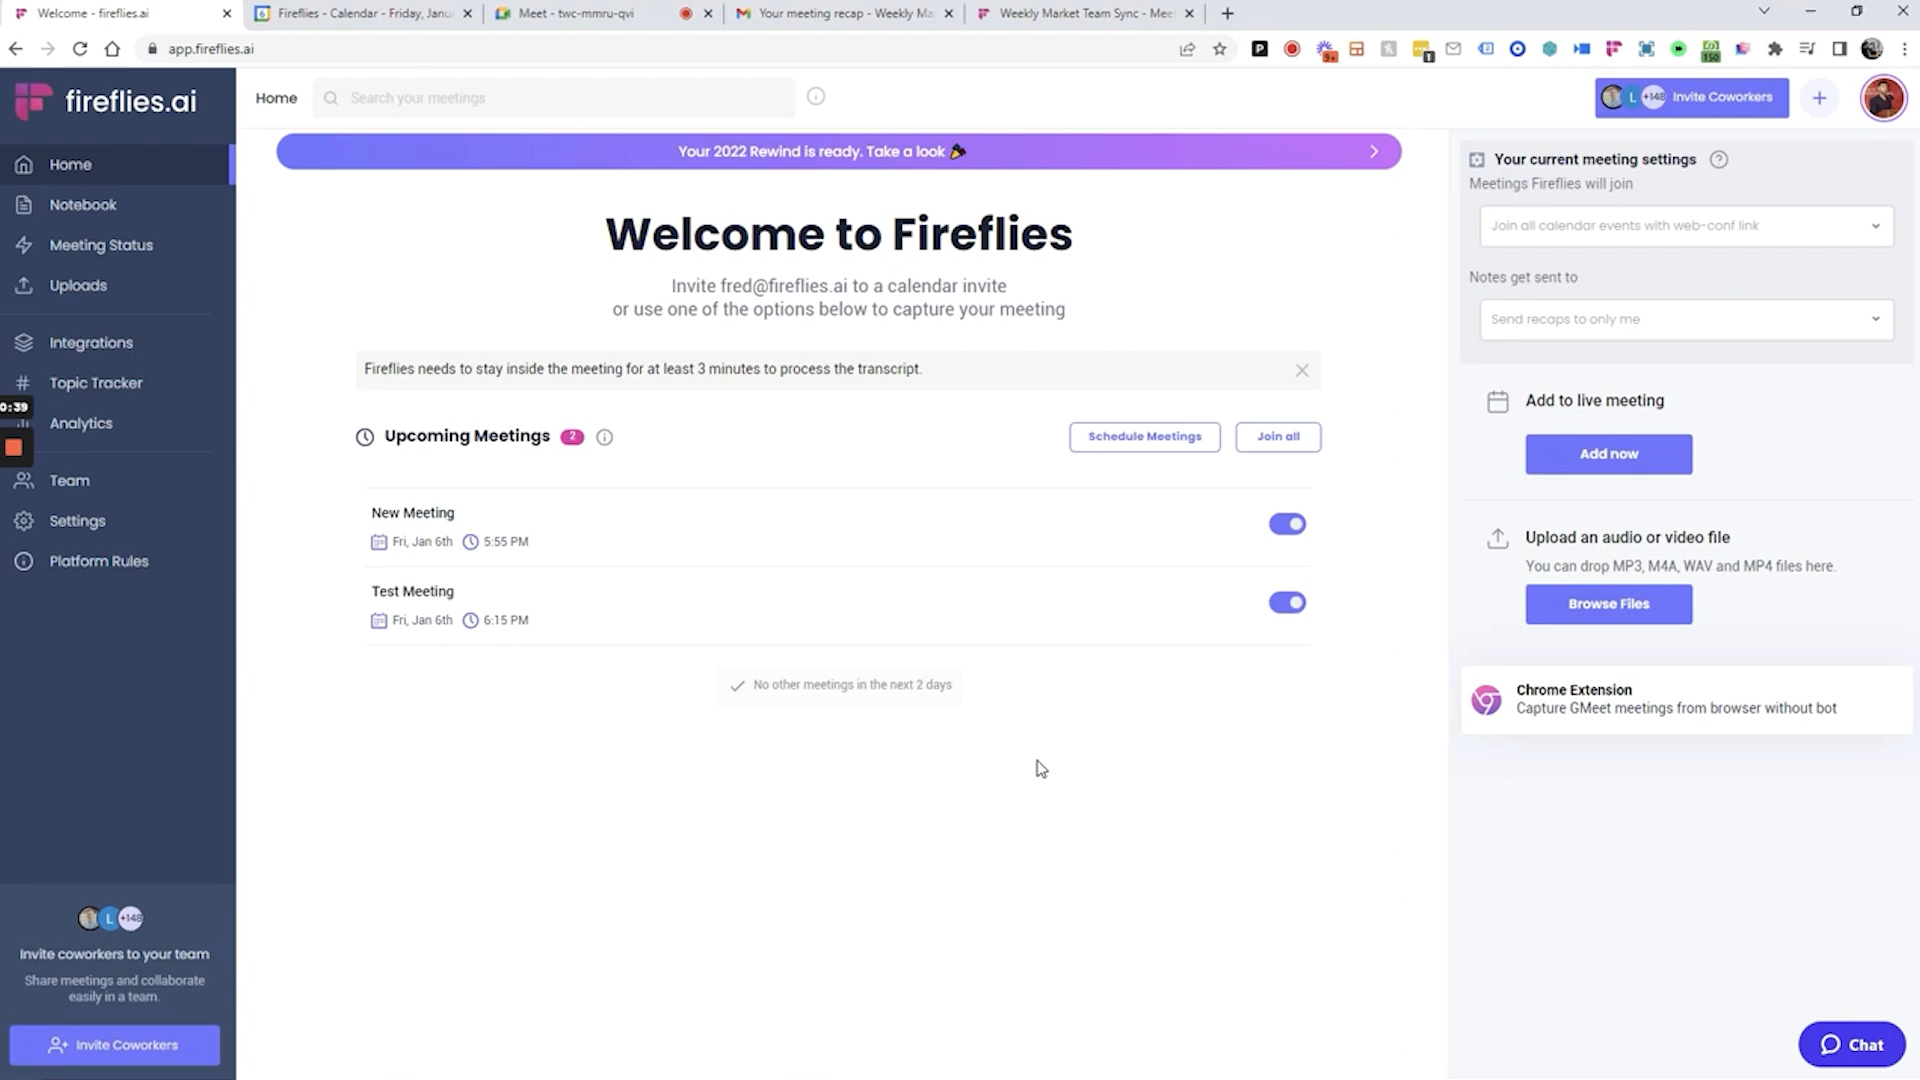 Welcome - fireflies.ai
Fireflies - Calendar - Friday, Janu
Meet - twc-mmru-qvi
Your meeting recap - Weekly Ma
Weekly Market Team Sync - Mee
app.fireflies.ai
9+
1
150
fireflies.ai
Home
Search your meetings
L +148 Invite Coworkers
Home
Notebook
Meeting Status
Uploads
Integrations
Topic Tracker
0:39
Analytics
Team
Settings
Platform Rules
L +148
Invite coworkers to your team
Share meetings and collaborate
easily in a team.
Invite Coworkers
Your 2022 Rewind is ready. Take a look 🎉
Welcome to Fireflies
Invite fred@fireflies.ai to a calendar invite
or use one of the options below to capture your meeting
Fireflies needs to stay inside the meeting for at least 3 minutes to process the transcript.
Upcoming Meetings 2
Schedule Meetings
Join all
New Meeting
Fri, Jan 6th 5:55 PM
Test Meeting
Fri, Jan 6th 6:15 PM
No other meetings in the next 2 days
Your current meeting settings
Meetings Fireflies will join
Join all calendar events with web-conf link
Notes get sent to
Send recaps to only me
Add to live meeting
Add now
Upload an audio or video file
You can drop MP3, M4A, WAV and MP4 files here.
Browse Files
Chrome Extension
Capture GMeet meetings from browser without bot
Chat